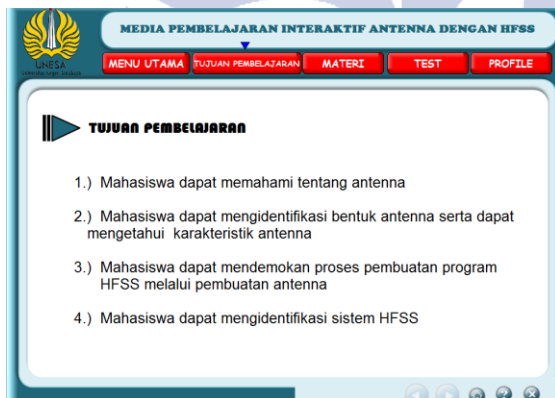 MEDIA PEMBELAJARAN INTERAKTIF ANTENNA DENGAN HFSS
UNESA
MENU UTAMA TUJUAN PEMBELAJARAN MATERI TEST PROFILE
TUJUAN PEMBELAJARAN
1.) Mahasiswa dapat memahami tentang antenna
2.) Mahasiswa dapat mengidentifikasi bentuk antenna serta dapat
mengetahui karakteristik antenna
3.) Mahasiswa dapat mendemokan proses pembuatan program
HFSS melalui pembuatan antenna
4.) Mahasiswa dapat mengidentifikasi sistem HFSS